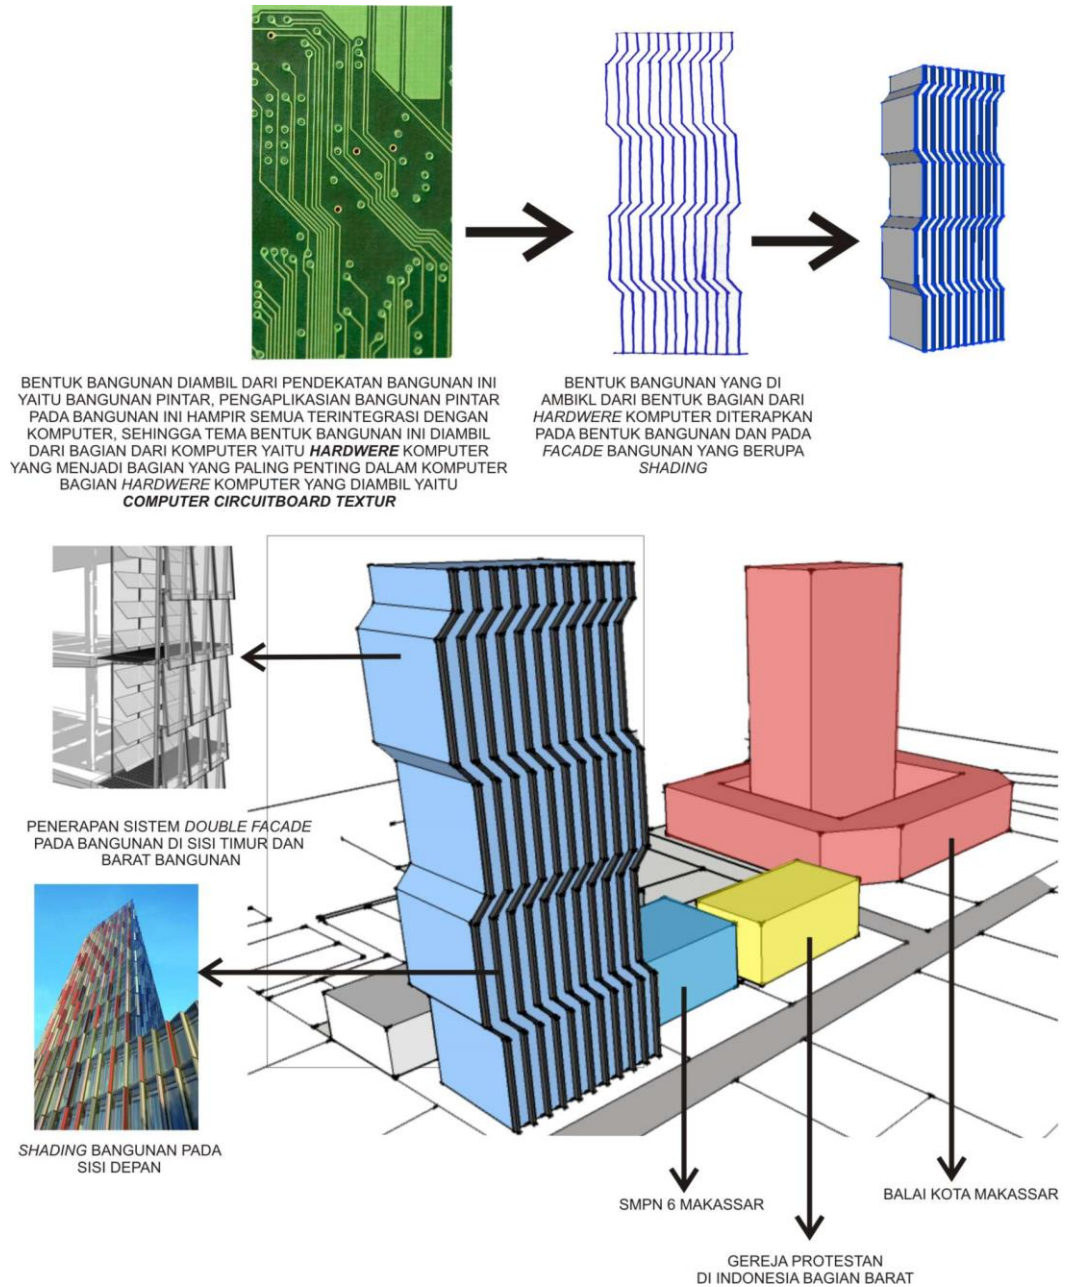 BENTUK BANGUNAN DIAMBIL DARI PENDEKATAN BANGUNAN INI
YAITU BANGUNAN PINTAR, PENGAPLIKASIAN BANGUNAN PINTAR
PADA BANGUNAN INI HAMPIR SEMUA TERINTEGRASI DENGAN
KOMPUTER, SEHINGGA TEMA BENTUK BANGUNAN INI DIAMBIL
DARI BAGIAN DARI KOMPUTER YAITU HARDWERE KOMPUTER
YANG MENJADI BAGIAN YANG PALING PENTING DALAM KOMPUTER
BAGIAN HARDWERE KOMPUTER YANG DIAMBIL YAITU
COMPUTER CIRCUITBOARD TEXTUR
BENTUK BANGUNAN YANG DI
AMBIKL DARI BENTUK BAGIAN DARI
HARDWERE KOMPUTER DITERAPKAN
PADA BENTUK BANGUNAN DAN PADA
FACADE BANGUNAN YANG BERUPA
SHADING
PENERAPAN SISTEM DOUBLE FACADE
PADA BANGUNAN DI SISI TIMUR DAN
BARAT BANGUNAN
SHADING BANGUNAN PADA
SISI DEPAN
SMPN 6 MAKASSAR
BALAI KOTA MAKASSAR
GEREJA PROTESTAN
DI INDONESIA BAGIAN BARAT